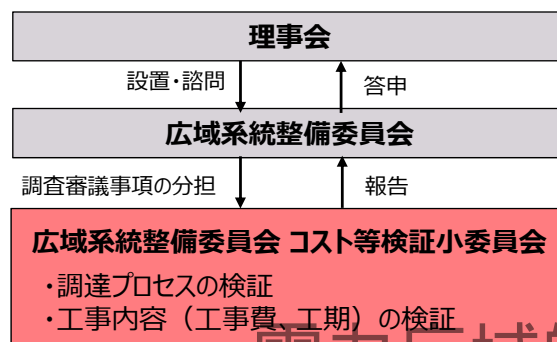 理事会
設置・諮問
答申
広域系統整備委員会
調査審議事項の分担
報告
広域系統整備委員会 コスト等検証小委員会
・調達プロセスの検証
・工事内容（工事費、工期）の検証